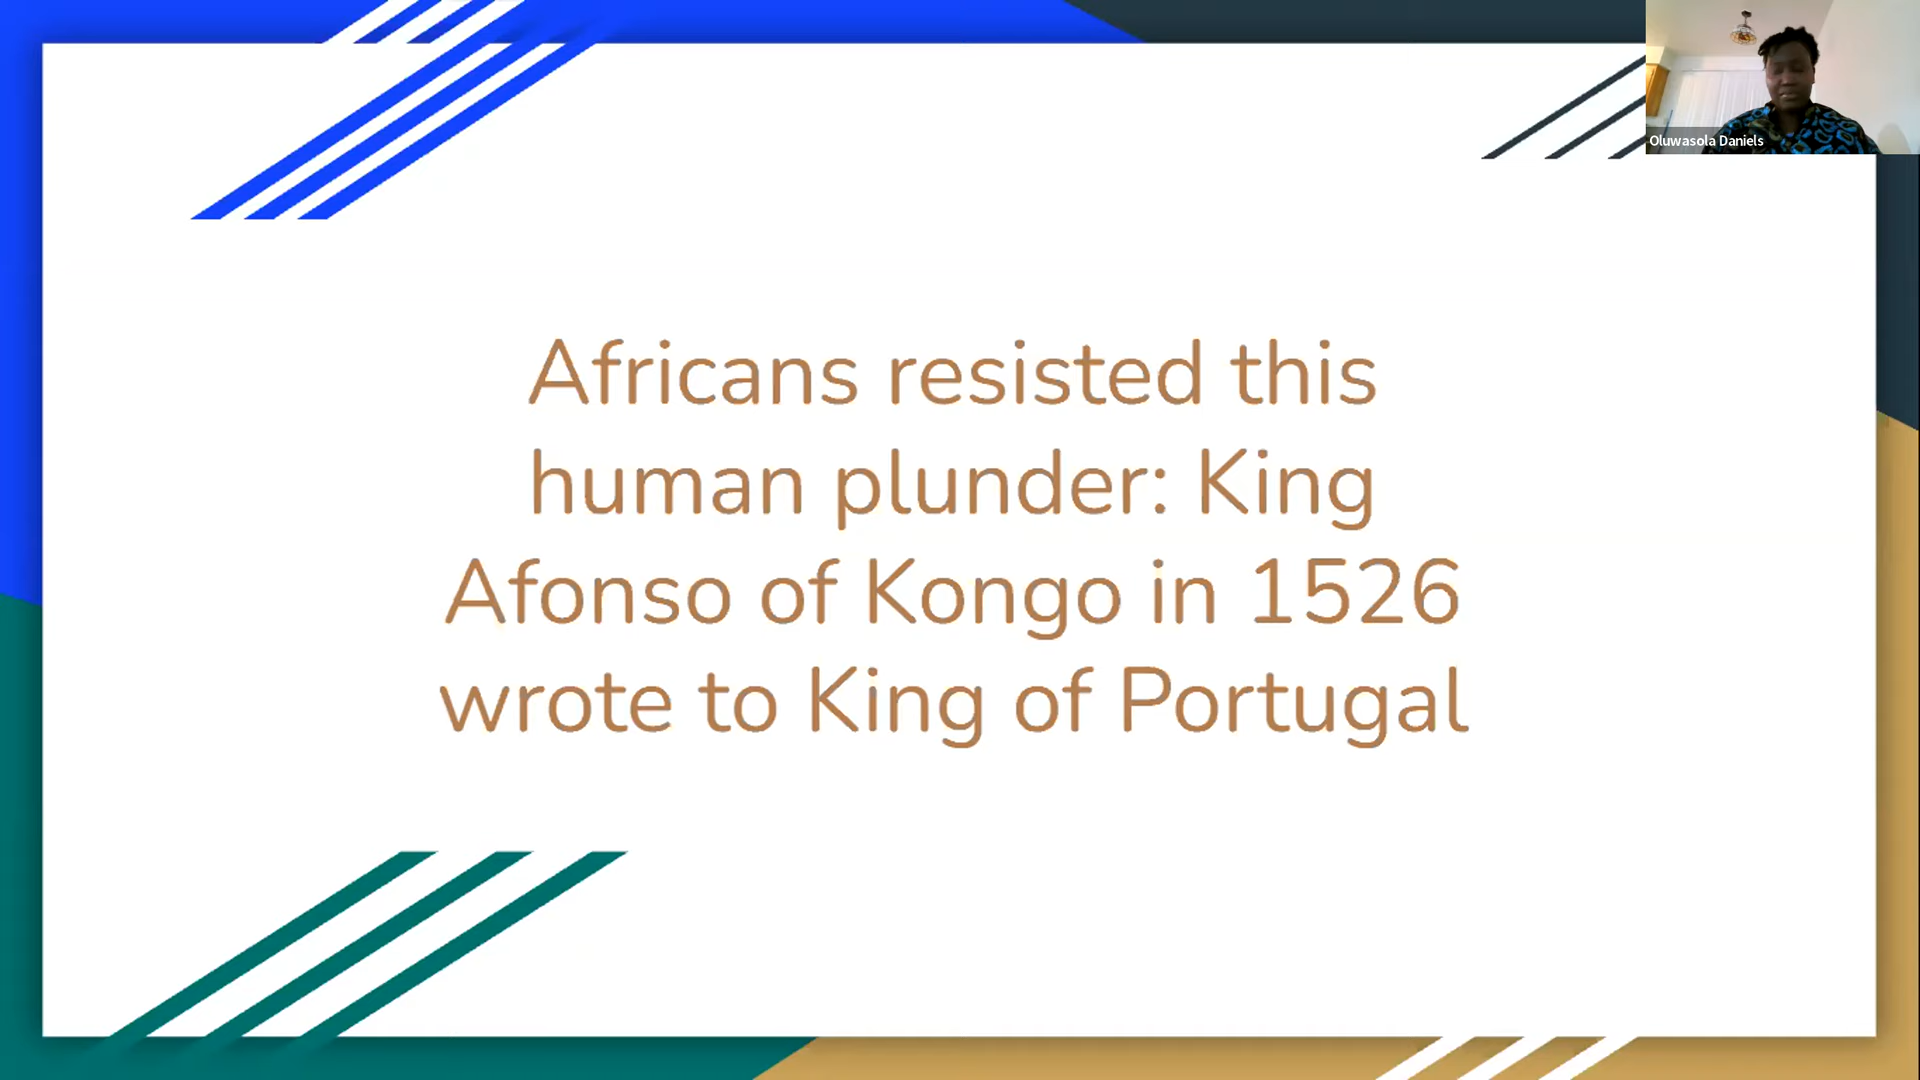 Oluwasola Daniels
Africans resisted this
human plunder: King
Afonso of Kongo in 1526
wrote to King of Portugal